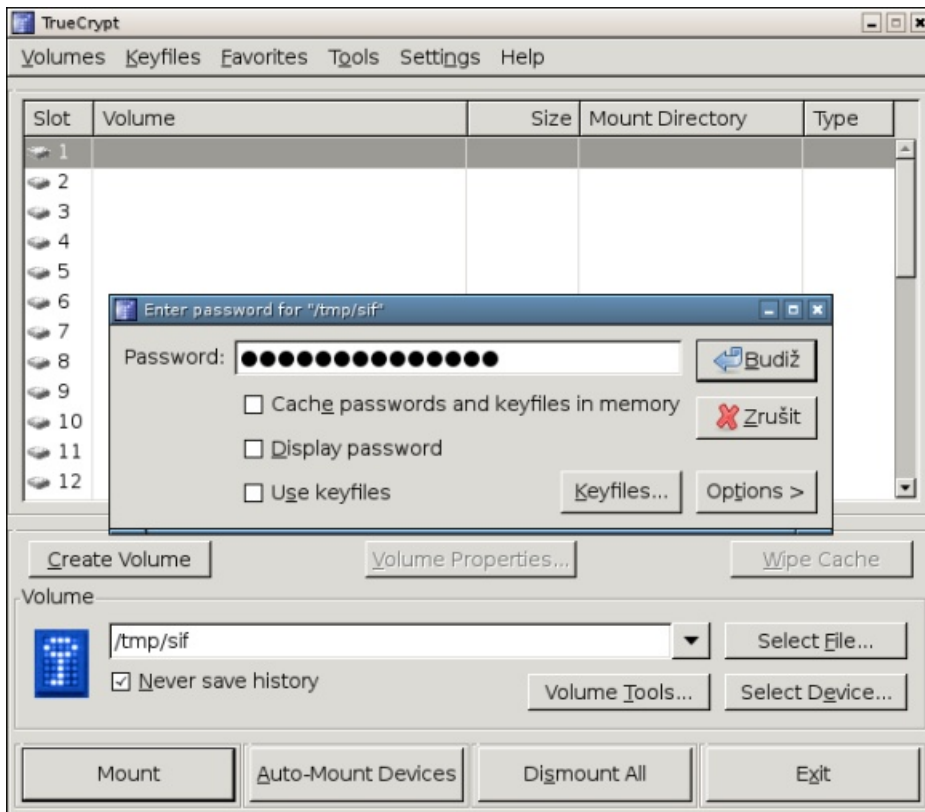 TrueCrypt
Volumes Keyfiles Favorites Tools Settings Help
Slot Volume Size Mount Directory Type
1
2
3
4
5
6
7
8
9
10
11
12
Enter password for "/tmp/sif"
Password: ●●●●●●●●●●●●●● Budiž
Cache passwords and keyfiles in memory
Zrušit
Display password
Use keyfiles Keyfiles... Options >
Create Volume Volume Properties... Wipe Cache
Volume
/tmp/sif Select File...
Never save history
Volume Tools... Select Device...
Mount Auto-Mount Devices Dismount All Exit